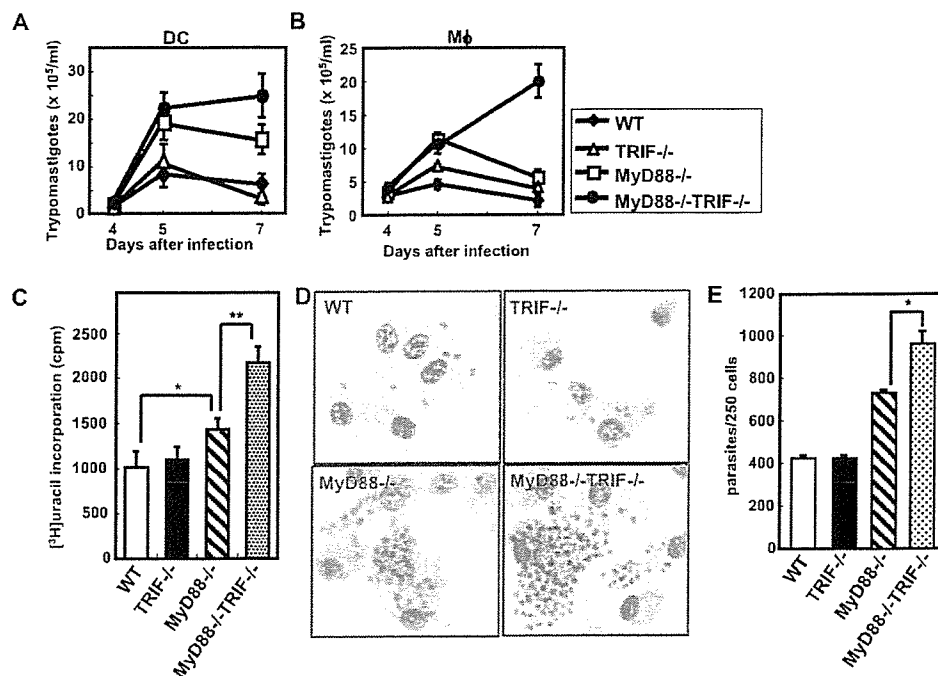 A
DC
Trypomastigotes (x 10⁵/ml)
30
20
10
0
4 5 7
Days after infection
B
Mϕ
Trypomastigotes (x 10⁵/ml)
25
20
15
10
5
0
4 5 7
Days after infection
WT
TRIF-/-
MyD88-/-
MyD88-/-TRIF-/-
C
[³H]uracil incorporation (cpm)
2500
2000
1500
1000
500
0
*
**
WT
TRIF-/-
MyD88-/-
MyD88-/-TRIF-/-
D
WT
TRIF-/-
MyD88-/-
MyD88-/-TRIF-/-
E
parasites/250 cells
1200
1000
800
600
400
200
0
*
WT
TRIF-/-
MyD88-/-
MyD88-/-TRIF-/-